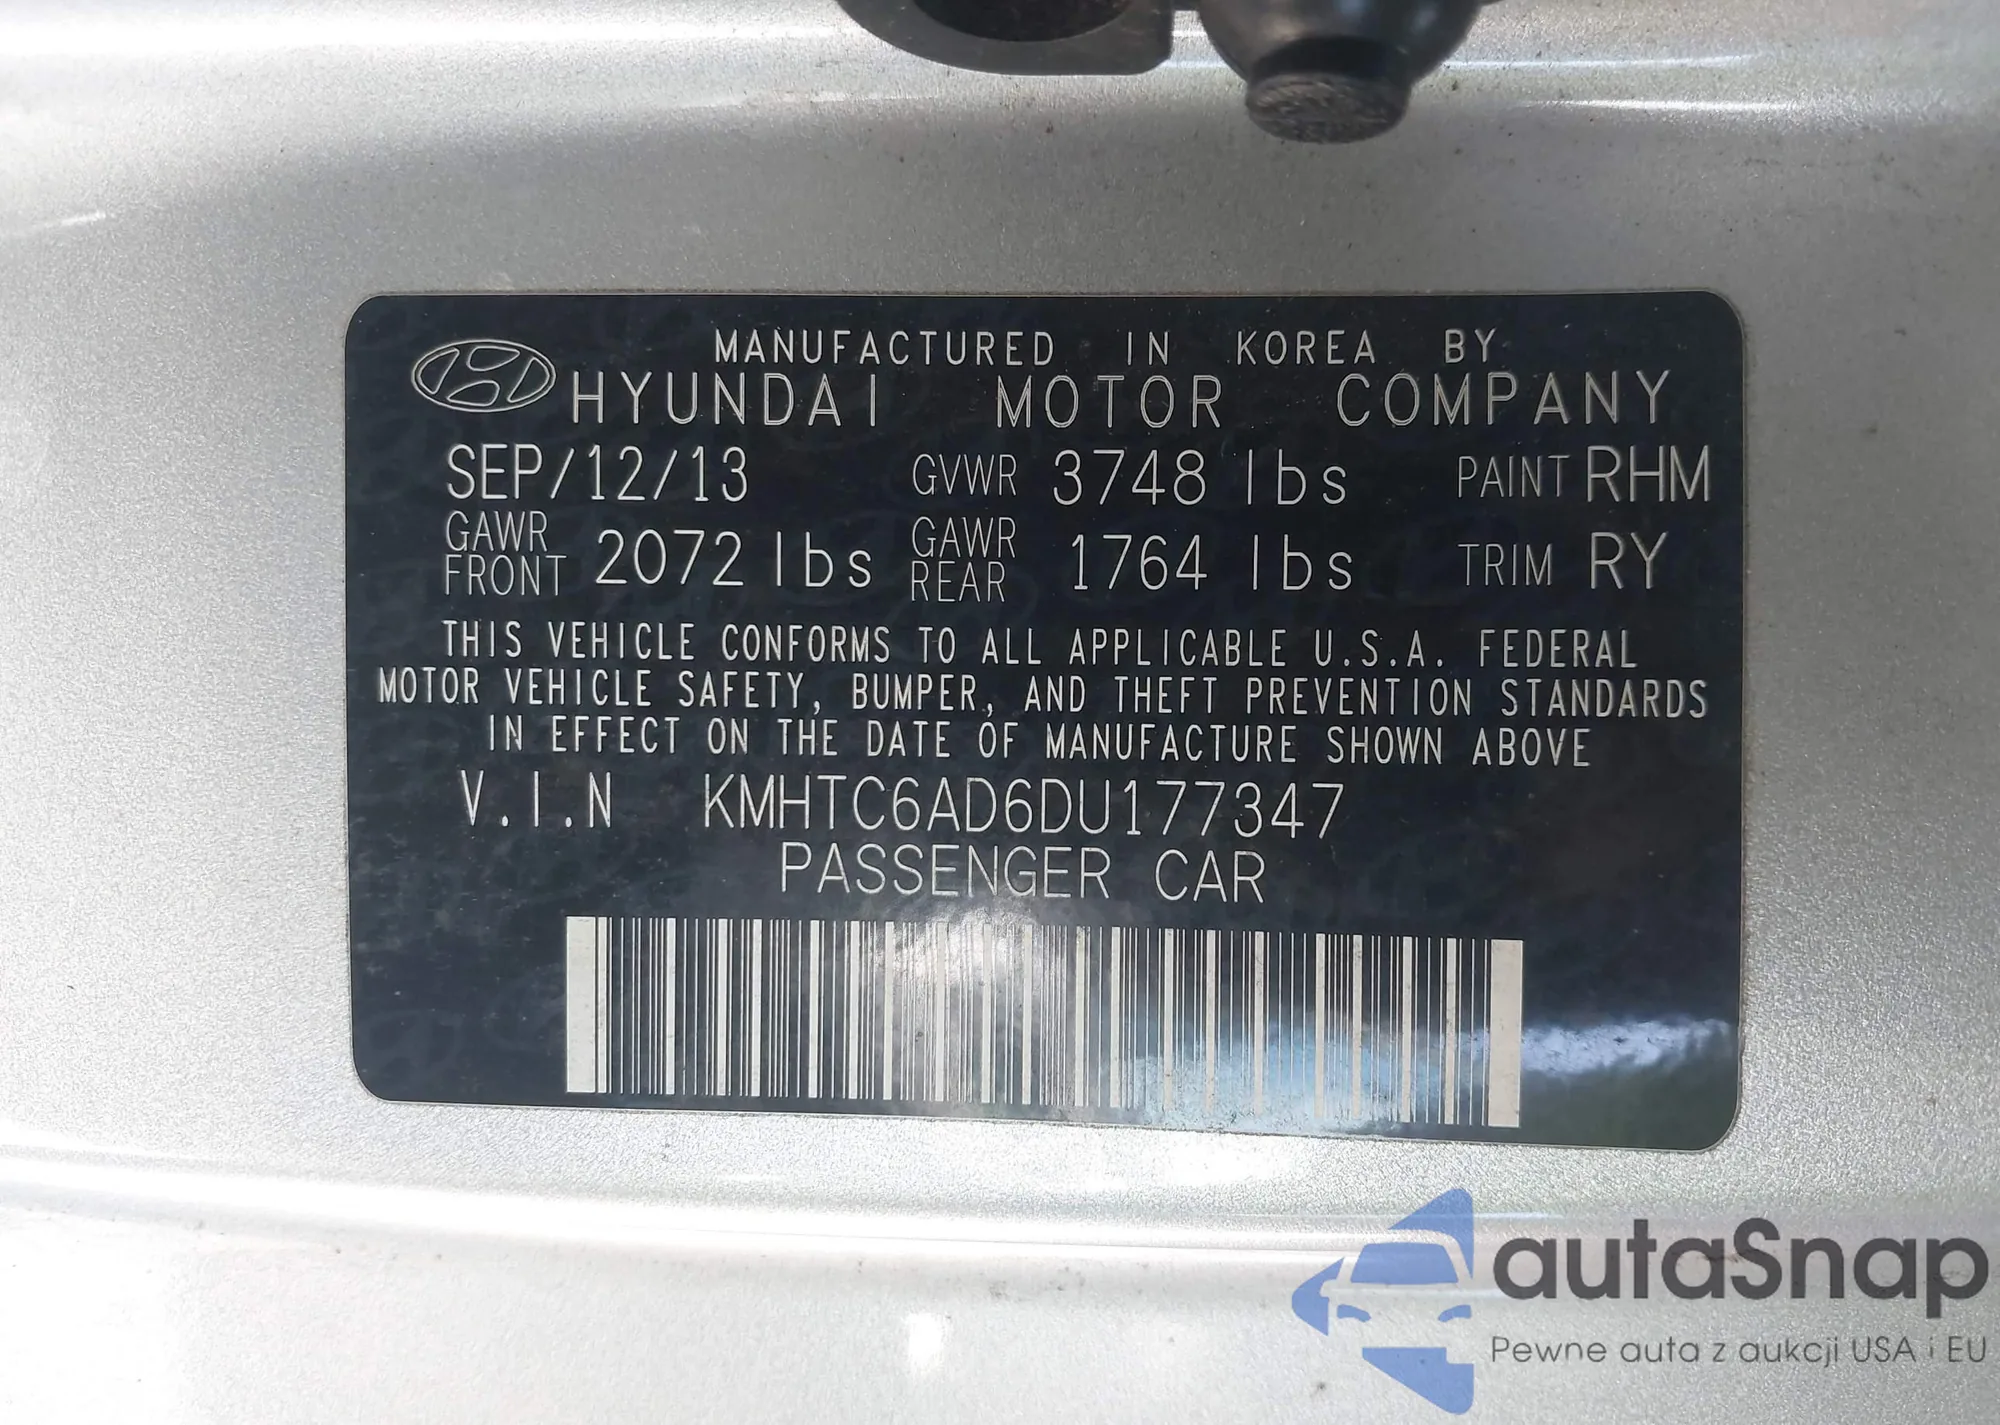 MANUFACTURED IN KOREA BY
HYUNDAI MOTOR COMPANY
SEP/12/13 GVWR 3748 lbs PAINT RHM
GAWR FRONT 2072 lbs GAWR REAR 1764 lbs TRIM RY
THIS VEHICLE CONFORMS TO ALL APPLICABLE U.S.A. FEDERAL
MOTOR VEHICLE SAFETY, BUMPER, AND THEFT PREVENTION STANDARDS
IN EFFECT ON THE DATE OF MANUFACTURE SHOWN ABOVE
V.I.N KMHTC6AD6DU177347
PASSENGER CAR
autaSnap
Pewne auta z aukcji USA i EU